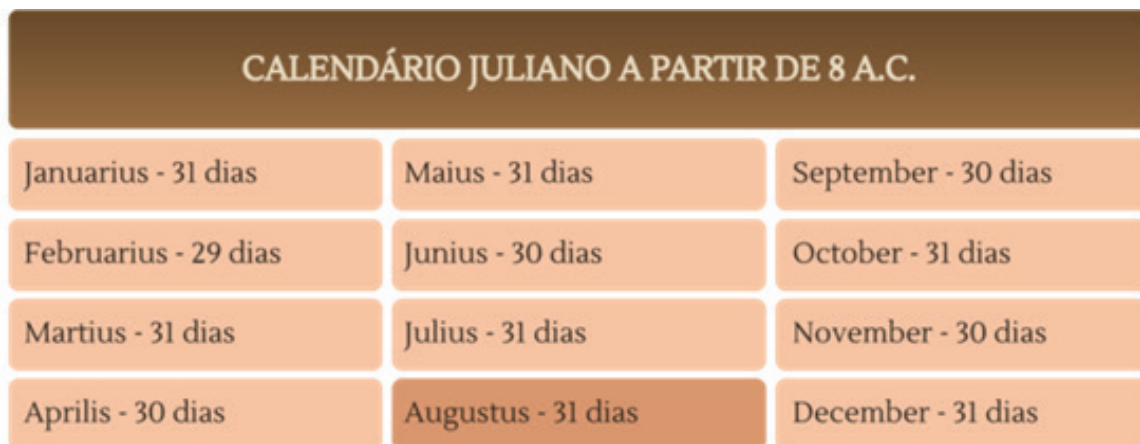 CALENDÁRIO JULIANO A PARTIR DE 8 A.C.
Januarius - 31 dias
Februarius - 29 dias
Martius - 31 dias
Aprilis - 30 dias
Maius - 31 dias
Junius - 30 dias
Julius - 31 dias
Augustus - 31 dias
September - 30 dias
October - 31 dias
November - 30 dias
December - 31 dias